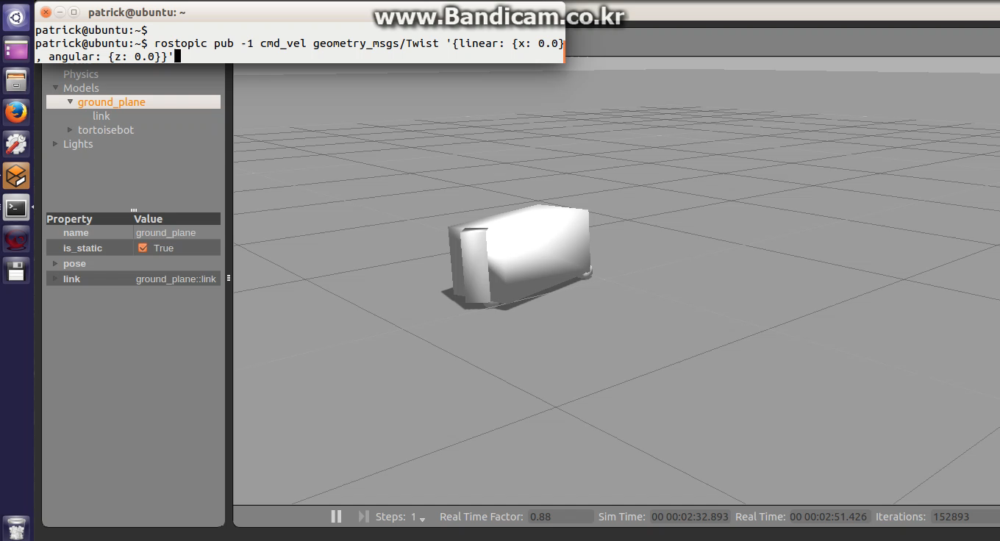 patrick@ubuntu: ~
www.Bandicam.co.kr
patrick@ubuntu:~$
patrick@ubuntu:~$ rostopic pub -1 cmd_vel geometry_msgs/Twist '{linear: {x: 0.0}
, angular: {z: 0.0}}'
Physics
Models
ground_plane
link
tortoisebot
Lights
Property Value
name ground_plane
is_static True
pose
link ground_plane::link
Steps: 1 Real Time Factor: 0.88 Sim Time: 00 00:02:32.893 Real Time: 00 00:02:51.426 Iterations: 152893